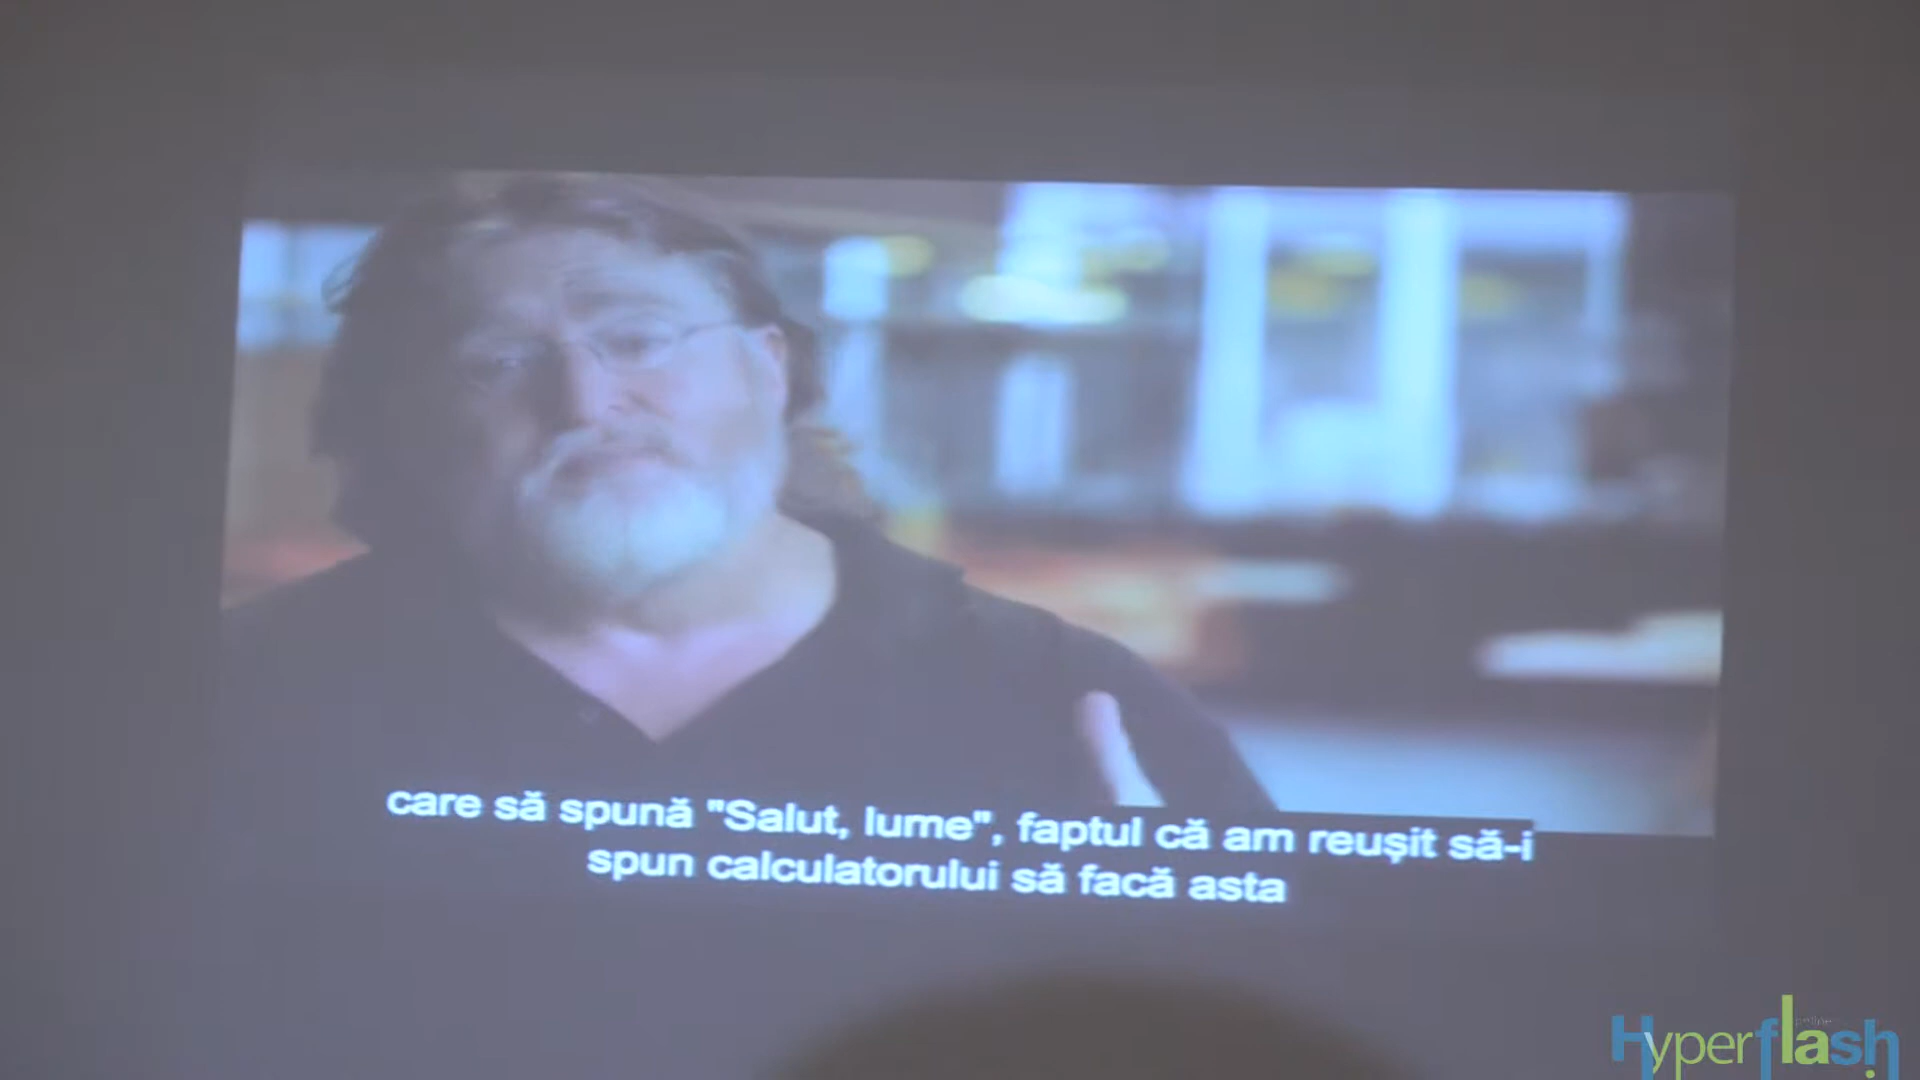 care să spună "Salut, lume", faptul că am reușit să-i
spun calculatorului să facă asta
Hyperflash